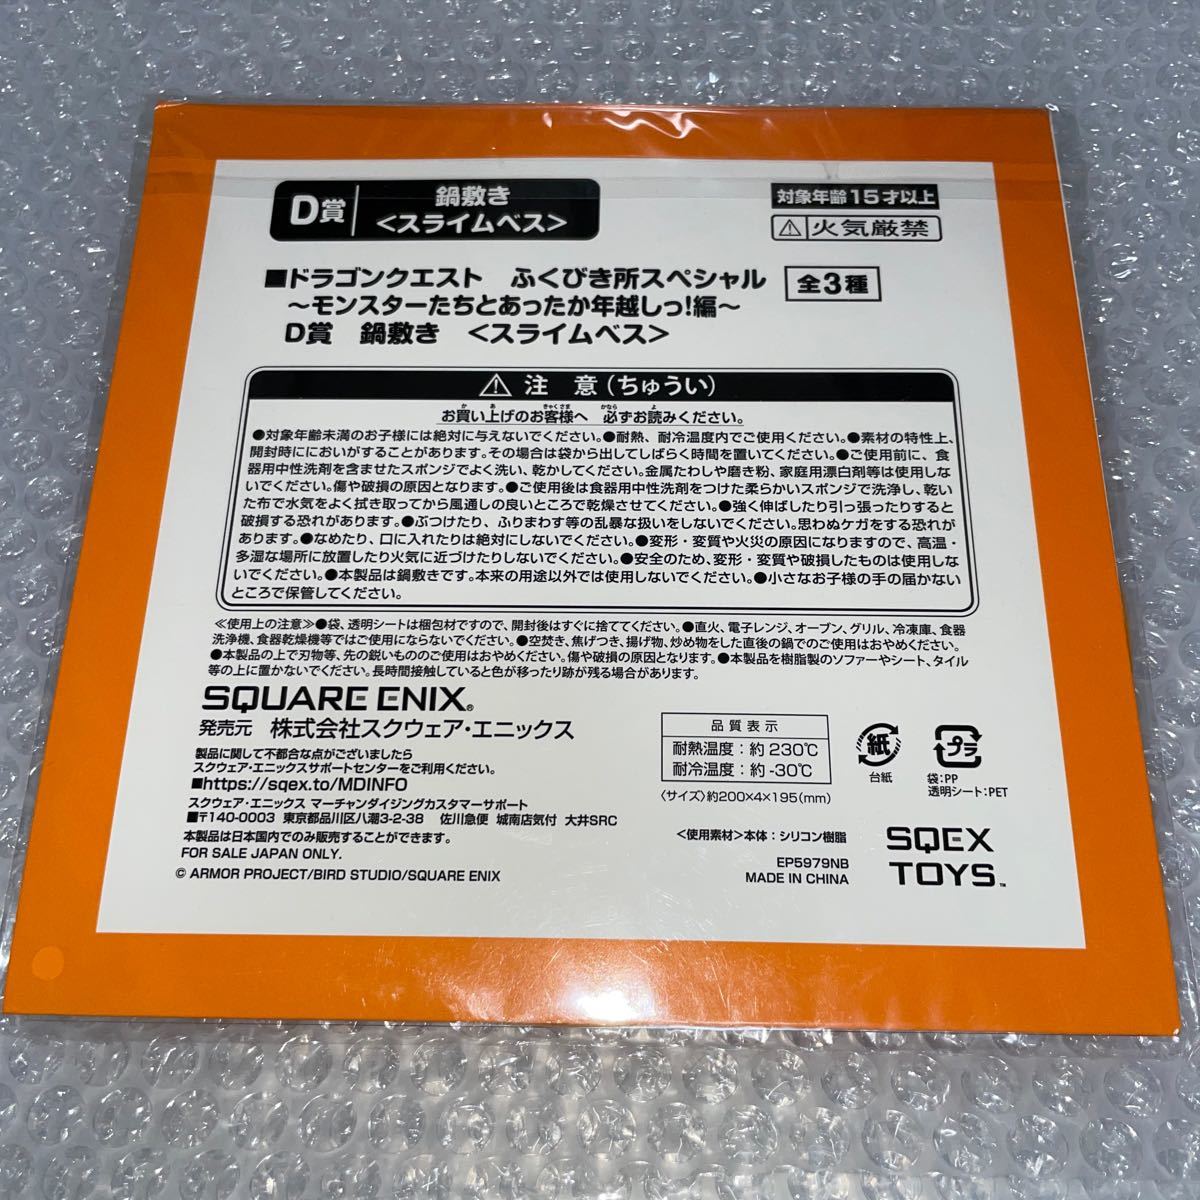 D賞
鍋敷き
<スライムベス>
対象年齢15才以上
⚠火気厳禁
■ドラゴンクエスト ふくびき所スペシャル
～モンスターたちとあったか年越しっ!編～
D賞 鍋敷き <スライムベス>
全3種
⚠ 注 意(ちゅうい)
お買い上げのお客様へ 必ずお読みください。
●対象年齢未満のお子様には絶対に与えないでください。●耐熱、耐冷温度内でご使用ください。●素材の特性上、
開封時ににおいがすることがあります。その場合は袋から出してしばらく時間を置いてください。●ご使用前に、食
器用中性洗剤を含ませたスポンジでよく洗い、乾かしてください。金属たわしや磨き粉、家庭用漂白剤等は使用しな
いでください。傷や破損の原因となります。●ご使用後は食器用中性洗剤をつけた柔らかいスポンジで洗浄し、乾い
た布で水気をよく拭き取ってから風通しの良いところで乾燥させてください。●強く伸ばしたり引っ張ったりすると
破損する恐れがあります。●ぶつけたり、ふりまわす等の乱暴な扱いをしないでください。思わぬケガをする恐れが
あります。●なめたり、口に入れたりは絶対にしないでください。●変形・変質や火災の原因になりますので、高温・
多湿な場所に放置したり火気に近づけたりしないでください。●安全のため、変形・変質や破損したものは使用しな
いでください。●本製品は鍋敷きです。本来の用途以外では使用しないでください。●小さなお子様の手の届かない
ところで保管してください。
≪使用上の注意≫●袋、透明シートは梱包材ですので、開封後はすぐに捨ててください。●直火、電子レンジ、オーブン、グリル、冷凍庫、食器
洗浄機、食器乾燥機等ではご使用にならないでください。●空焚き、焦げつき、揚げ物、炒め物をした直後の鍋でのご使用はおやめください。
●本製品の上で刃物等、先の鋭いもののご使用はおやめください。傷や破損の原因となります。●本製品を樹脂製のソファーやシート、タイル
等の上に置かないでください。長時間接触していると色が移ったり跡が残る場合があります。
SQUARE ENIX®
発売元 株式会社スクウェア・エニックス
製品に関して不都合な点がございましたら
スクウェア・エニックスサポートセンターをご利用ください。
■https://sqex.to/MDINFO
スクウェア・エニックス マーチャンダイジングカスタマーサポート
■〒140-0003 東京都品川区八潮3-2-38 佐川急便 城南店気付 大井SRC
本製品は日本国内でのみ販売することができます。
FOR SALE JAPAN ONLY.
© ARMOR PROJECT/BIRD STUDIO/SQUARE ENIX
品質表示
耐熱温度：約 230℃
耐冷温度：約 -30℃
〈サイズ〉約200×4×195(mm)
紙
台紙
プラ
袋：PP
透明シート：PET
<使用素材>本体：シリコン樹脂
EP5979NB
MADE IN CHINA
SQEX
TOYS™